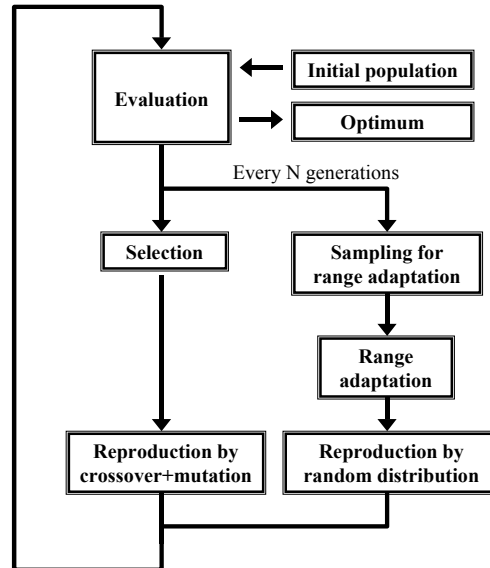 Initial population
Evaluation
Optimum
Every N generations
Selection
Sampling for
range adaptation
Range
adaptation
Reproduction by
crossover+mutation
Reproduction by
random distribution